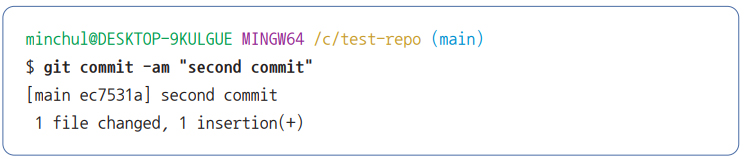 minchul@DESKTOP-9KULGUE MINGW64 /c/test-repo (main)
$ git commit -am "second commit"
[main ec7531a] second commit
 1 file changed, 1 insertion(+)